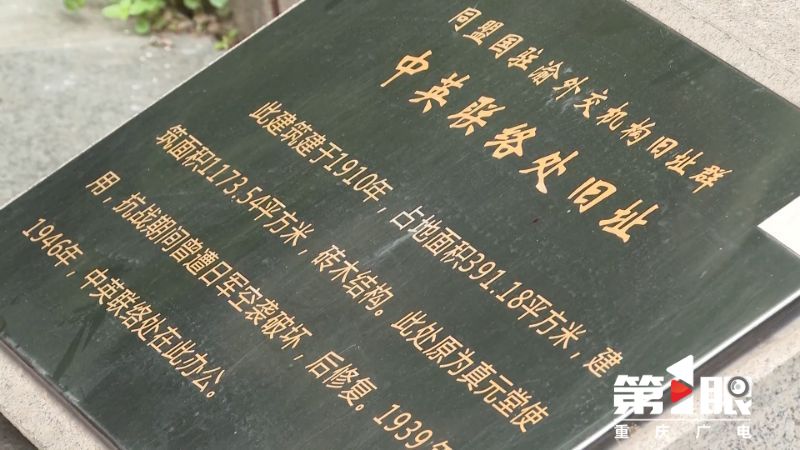 同盟国驻渝外交机构旧址群
中英联络处旧址
此建筑建于1910年，占地面积391.18平方米，建
筑面积1173.54平方米，砖木结构。此处原为真元堂使
用，抗战期间曾遭日军空袭破坏，后修复。1939年
1946年，中英联络处在此办公。
第1眼
重庆广电